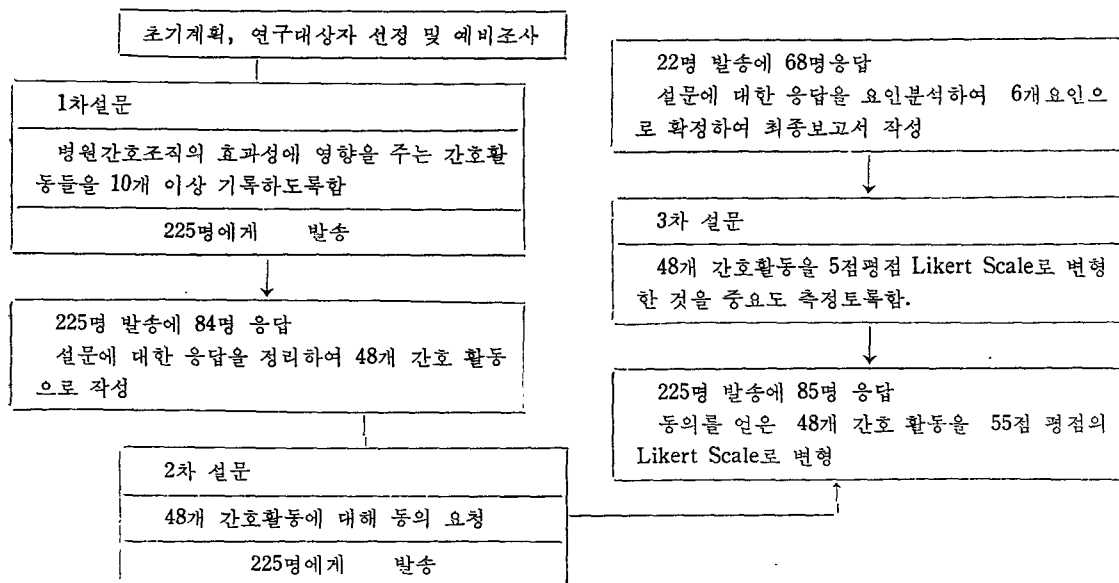 초기계획, 연구대상자 선정 및 예비조사
1차설문
병원간호조직의 효과성에 영향을 주는 간호활
동들을 10개 이상 기록하도록함
225명에게 발송
225명 발송에 84명 응답
설문에 대한 응답을 정리하여 48개 간호 활동
으로 작성
2차 설문
48개 간호활동에 대해 동의 요청
225명에게 발송
22명 발송에 68명응답
설문에 대한 응답을 요인분석하여 6개요인으
로 확정하여 최종보고서 작성
3차 설문
48개 간호활동을 5점평점 Likert Scale로 변형
한 것을 중요도 측정토록함.
225명 발송에 85명 응답
동의를 얻은 48개 간호 활동을 55점 평점의
Likert Scale로 변형